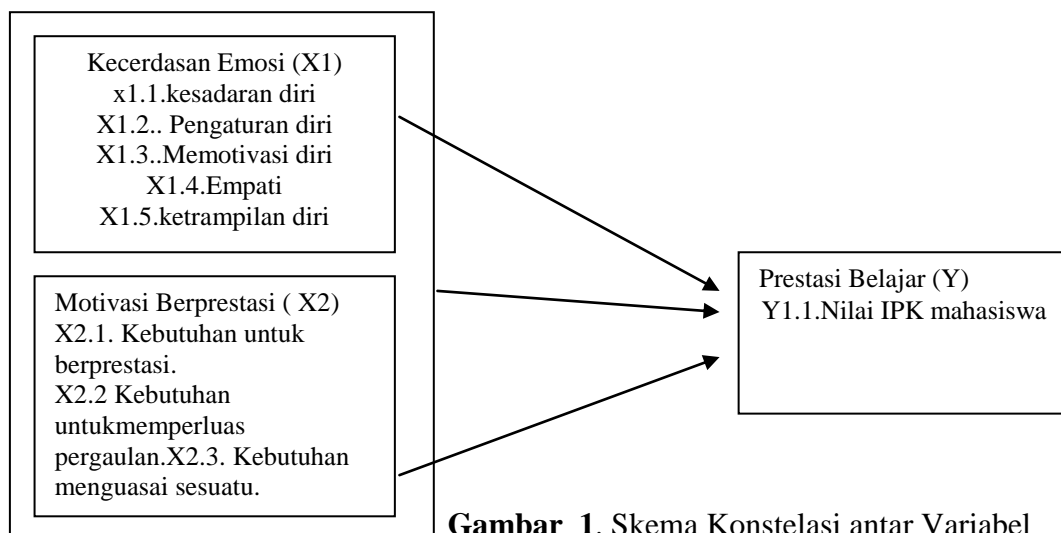 Kecerdasan Emosi (X1)
x1.1.kesadaran diri
X1.2.. Pengaturan diri
X1.3..Memotivasi diri
X1.4.Empati
X1.5.ketrampilan diri
Motivasi Berprestasi ( X2)
X2.1. Kebutuhan untuk
berprestasi.
X2.2 Kebutuhan
untukmemperluas
pergaulan.X2.3. Kebutuhan
menguasai sesuatu.
Prestasi Belajar (Y)
Y1.1.Nilai IPK mahasiswa
Gambar 1. Skema Konstelasi antar Variabel